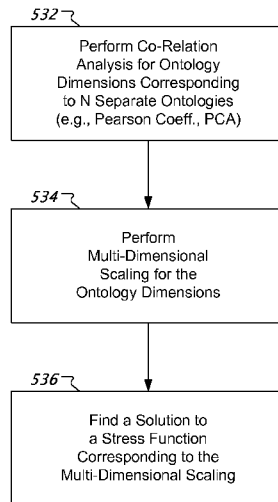 532
Perform Co-Relation
Analysis for Ontology
Dimensions Corresponding
to N Separate Ontologies
(e.g., Pearson Coeff., PCA)
534
Perform
Multi-Dimensional
Scaling for the
Ontology Dimensions
536
Find a Solution to
a Stress Function
Corresponding to the
Multi-Dimensional Scaling